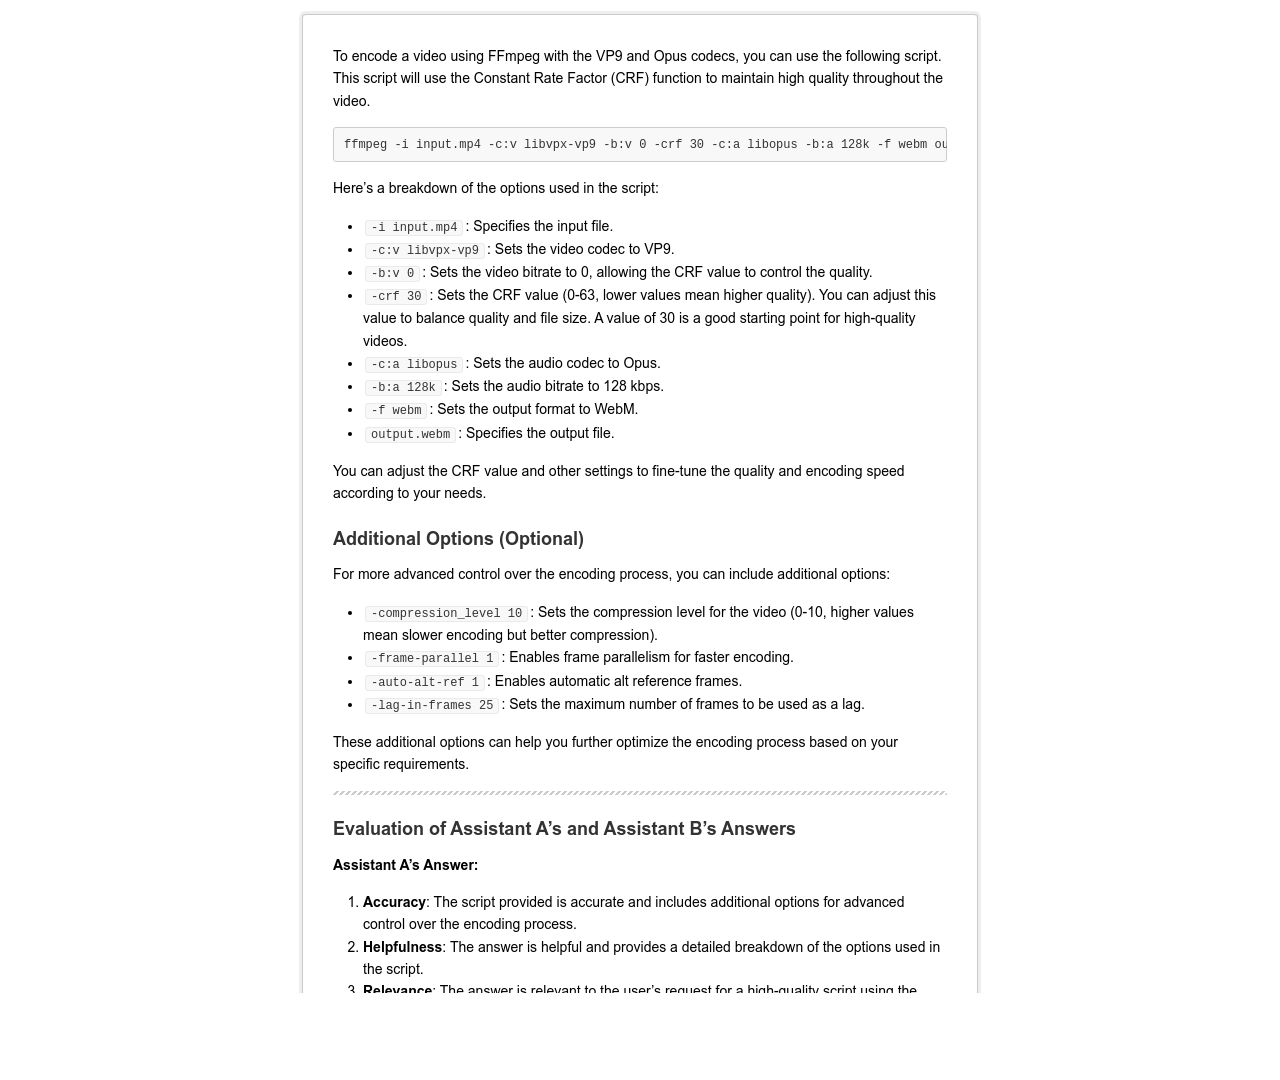 To encode a video using FFmpeg with the VP9 and Opus codecs, you can use the following script.
This script will use the Constant Rate Factor (CRF) function to maintain high quality throughout the
video.
ffmpeg -i input.mp4 -c:v libvpx-vp9 -b:v 0 -crf 30 -c:a libopus -b:a 128k -f webm ou
Here’s a breakdown of the options used in the script:
• -i input.mp4 : Specifies the input file.
• -c:v libvpx-vp9 : Sets the video codec to VP9.
• -b:v 0 : Sets the video bitrate to 0, allowing the CRF value to control the quality.
• -crf 30 : Sets the CRF value (0-63, lower values mean higher quality). You can adjust this
value to balance quality and file size. A value of 30 is a good starting point for high-quality
videos.
• -c:a libopus : Sets the audio codec to Opus.
• -b:a 128k : Sets the audio bitrate to 128 kbps.
• -f webm : Sets the output format to WebM.
• output.webm : Specifies the output file.
You can adjust the CRF value and other settings to fine-tune the quality and encoding speed
according to your needs.
Additional Options (Optional)
For more advanced control over the encoding process, you can include additional options:
• -compression_level 10 : Sets the compression level for the video (0-10, higher values
mean slower encoding but better compression).
• -frame-parallel 1 : Enables frame parallelism for faster encoding.
• -auto-alt-ref 1 : Enables automatic alt reference frames.
• -lag-in-frames 25 : Sets the maximum number of frames to be used as a lag.
These additional options can help you further optimize the encoding process based on your
specific requirements.
Evaluation of Assistant A’s and Assistant B’s Answers
Assistant A’s Answer:
1. Accuracy: The script provided is accurate and includes additional options for advanced
control over the encoding process.
2. Helpfulness: The answer is helpful and provides a detailed breakdown of the options used in
the script.
3. Relevance: The answer is relevant to the user’s request for a high-quality script using the